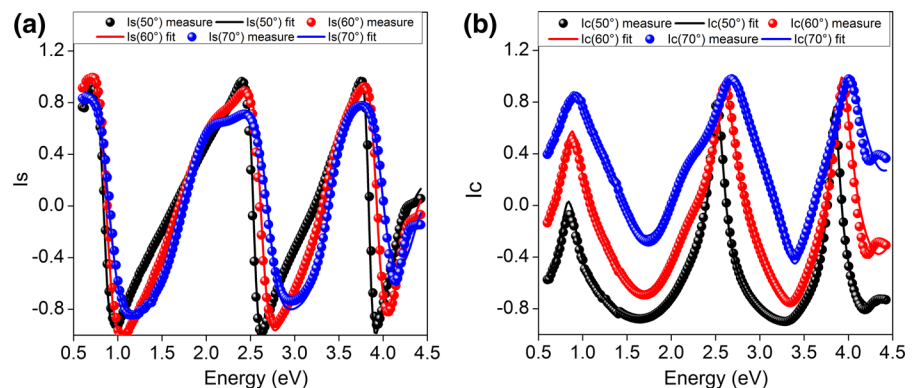 (a)
Is(50°) measure Is(50°) fit Is(60°) measure
Is(60°) fit Is(70°) measure Is(70°) fit
1.2
0.8
0.4
0.0
-0.4
-0.8
Is
0.5 1.0 1.5 2.0 2.5 3.0 3.5 4.0 4.5
Energy (eV)
(b)
Ic(50°) measure Ic(50°) fit Ic(60°) measure
Ic(60°) fit Ic(70°) measure Ic(70°) fit
1.2
0.8
0.4
0.0
-0.4
-0.8
Ic
0.5 1.0 1.5 2.0 2.5 3.0 3.5 4.0 4.5
Energy (eV)